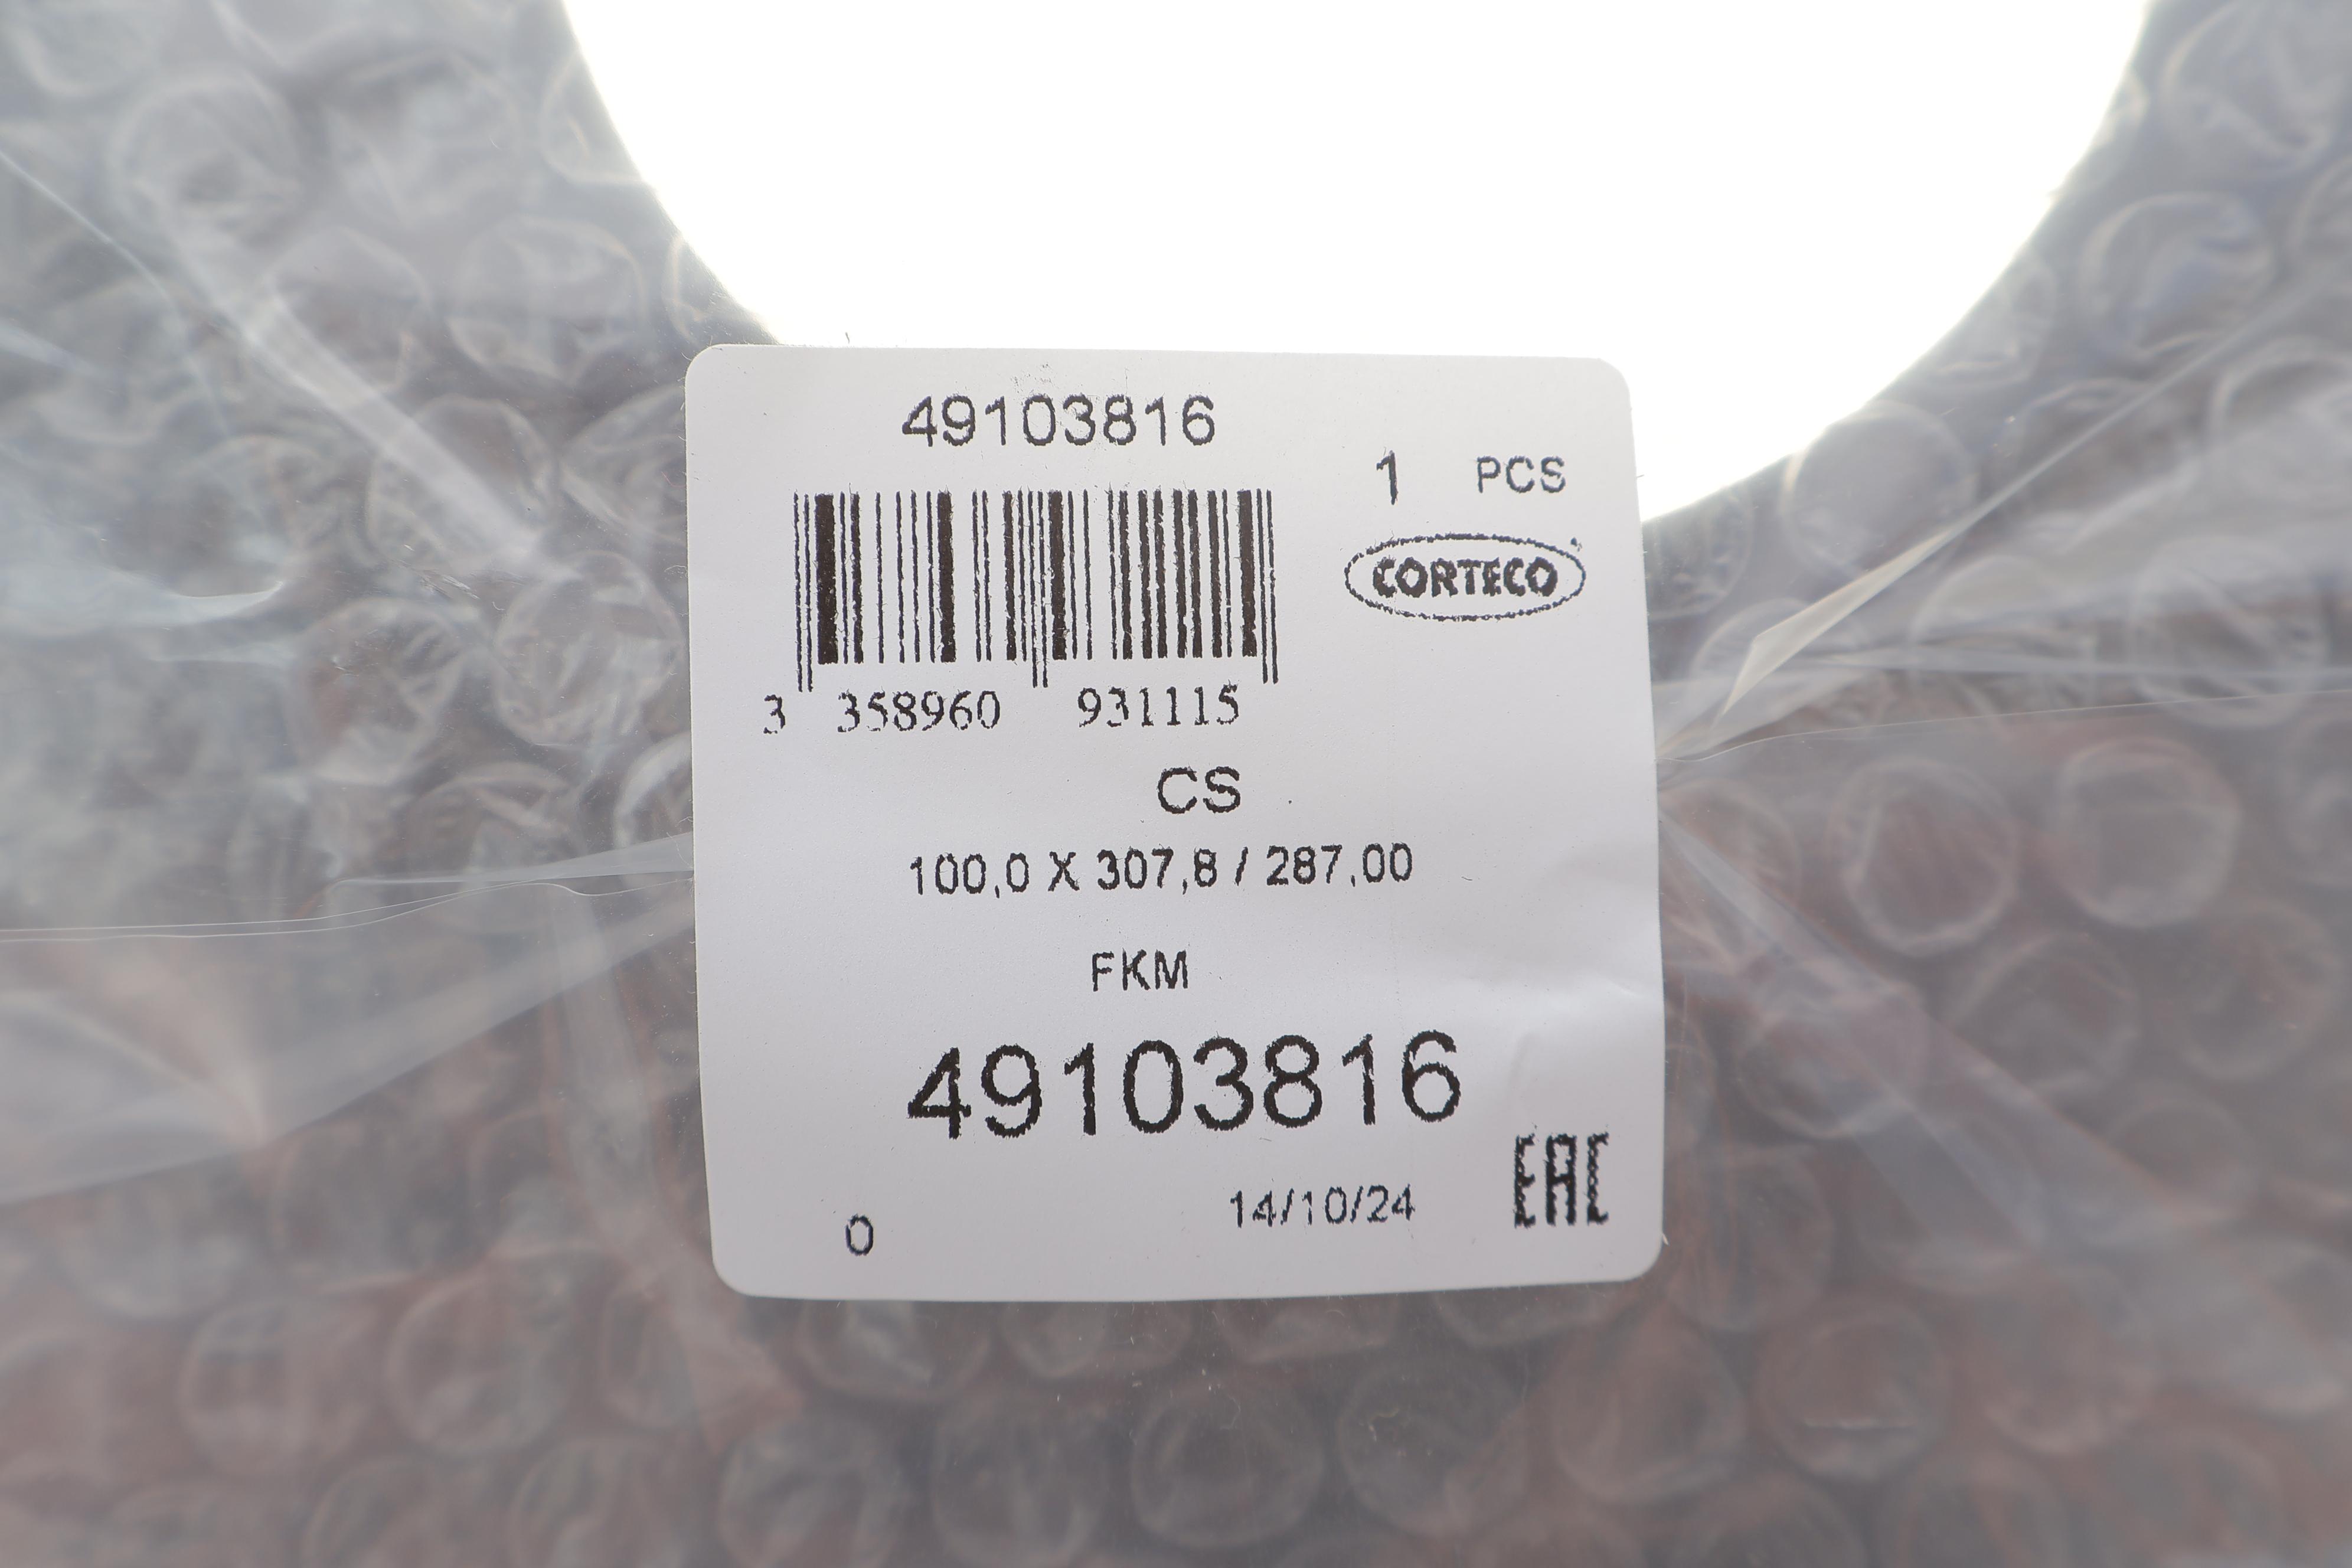 49103816
1 PCS
CORTECO
3 358960 931115
CS
100,0 X 307,8 / 287,00
FKM
49103816
0 14/10/24 EAC